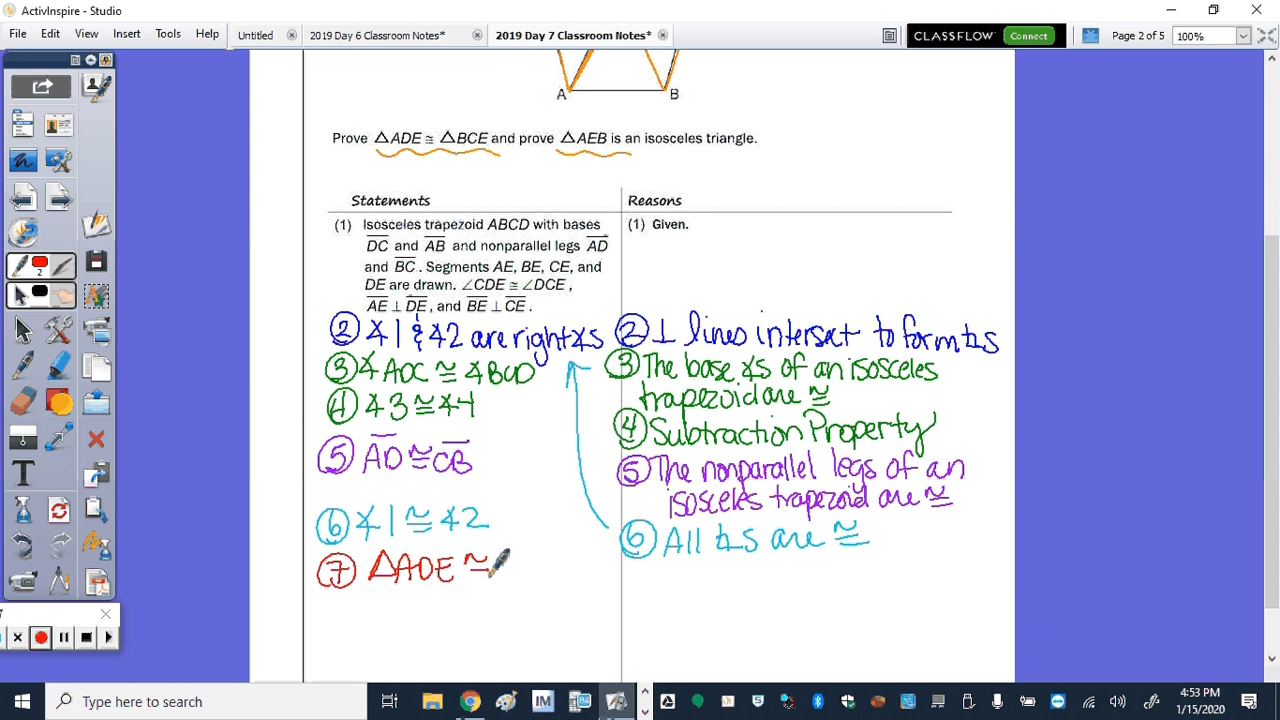 ActivInspire - Studio
File Edit View Insert Tools Help
Untitled
2019 Day 6 Classroom Notes*
2019 Day 7 Classroom Notes*
CLASSFLOW Connect
Page 2 of 5
100%
A B
Prove △ADE ≅ △BCE and prove △AEB is an isosceles triangle.
Statements
Reasons
(1) Isosceles trapezoid ABCD with bases
DC and AB and nonparallel legs AD
and BC. Segments AE, BE, CE, and
DE are drawn. ∠CDE ≅ ∠DCE,
AE ⊥ DE, and BE ⊥ CE.
(1) Given.
② ∡1 & ∡2 are right ∡s
② ⊥ lines intersect to form ⊾s
③ ∡ADC ≅ ∡BCD
③ The base ∡s of an isosceles
trapezoid are ≅
④ ∡3 ≅ ∡4
④ Subtraction Property
⑤ AD ≅ CB
⑤ The nonparallel legs of an
isosceles trapezoid are ≅
⑥ ∡1 ≅ ∡2
⑥ All ⊾s are ≅
⑦ △ADE ≅
2
T
Type here to search
IM
5
4:53 PM
1/15/2020